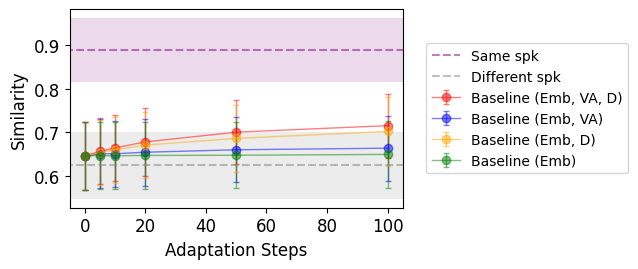 Similarity
0.9
0.8
0.7
0.6
0
20
40
60
80
100
Adaptation Steps
Same spk
Different spk
Baseline (Emb, VA, D)
Baseline (Emb, VA)
Baseline (Emb, D)
Baseline (Emb)